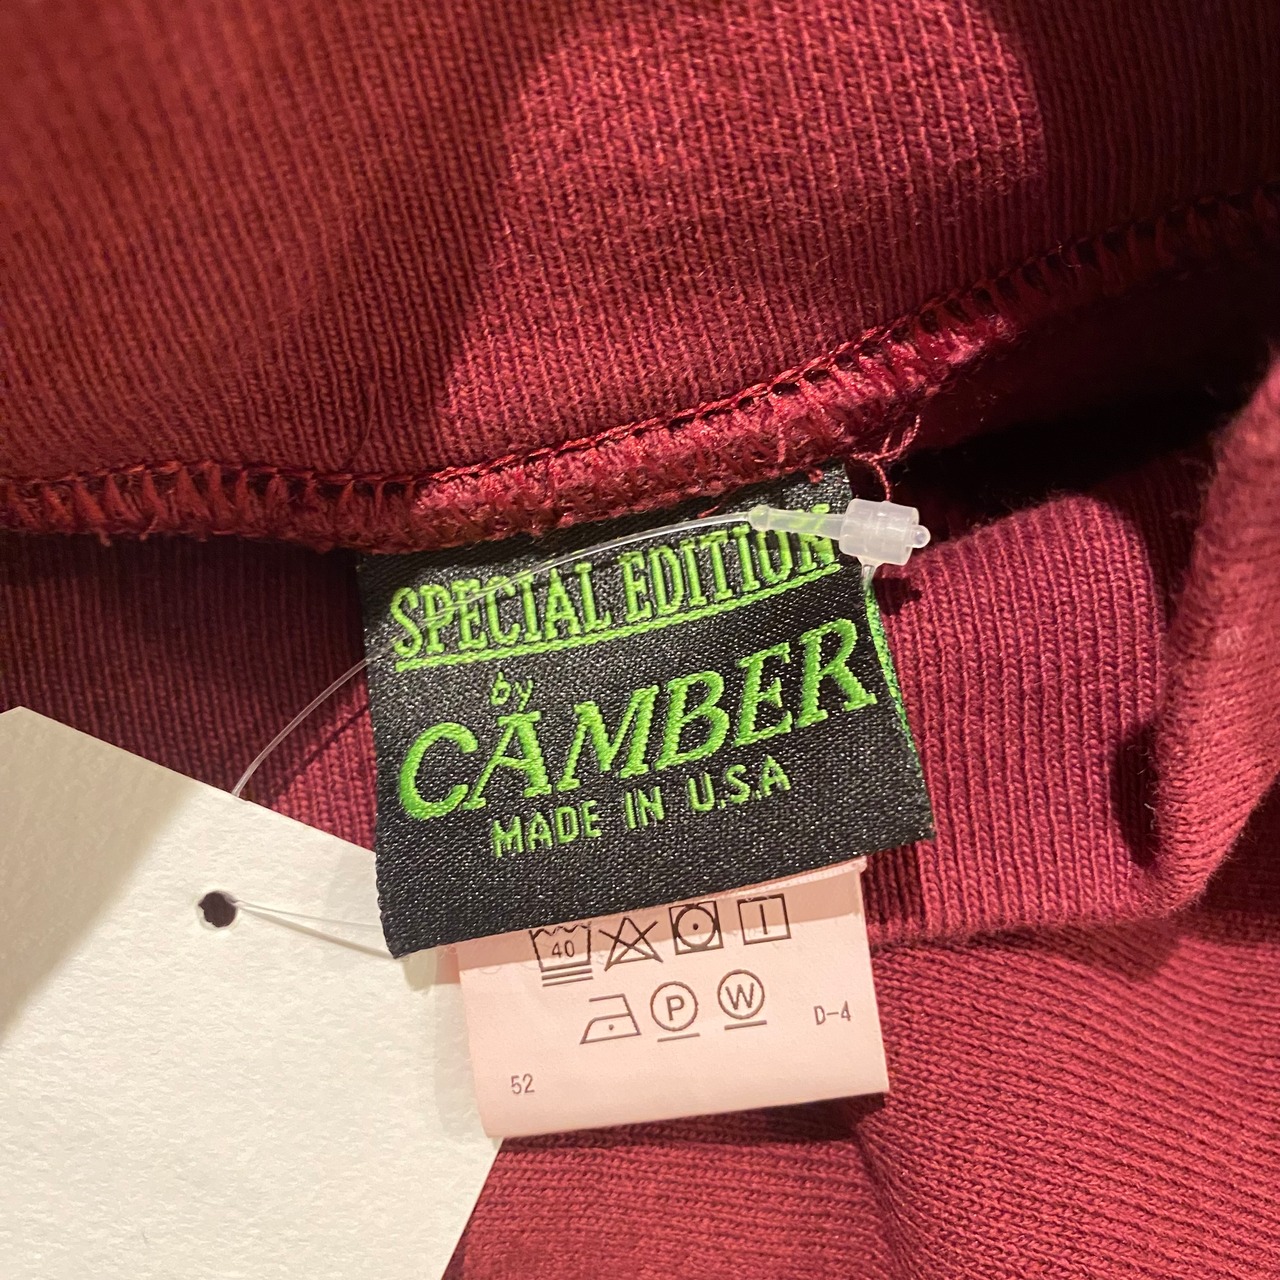 SPECIAL EDITION
by
CAMBER
MADE IN U.S.A
40
P W D-4
52